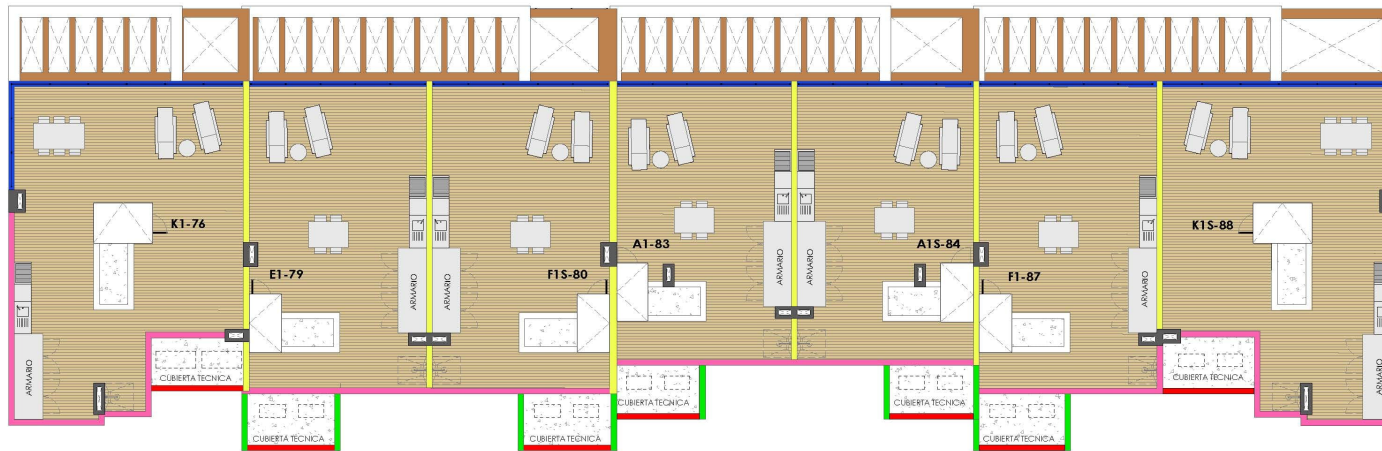 K1-76
E1-79
F1S-80
A1-83
A1S-84
F1-87
K1S-88
ARMARIO
ARMARIO
ARMARIO
ARMARIO
ARMARIO
ARMARIO
ARMARIO
CUBIERTA TECNICA
CUBIERTA TECNICA
CUBIERTA TECNICA
CUBIERTA TECNICA
CUBIERTA TECNICA
CUBIERTA TECNICA
CUBIERTA TECNICA